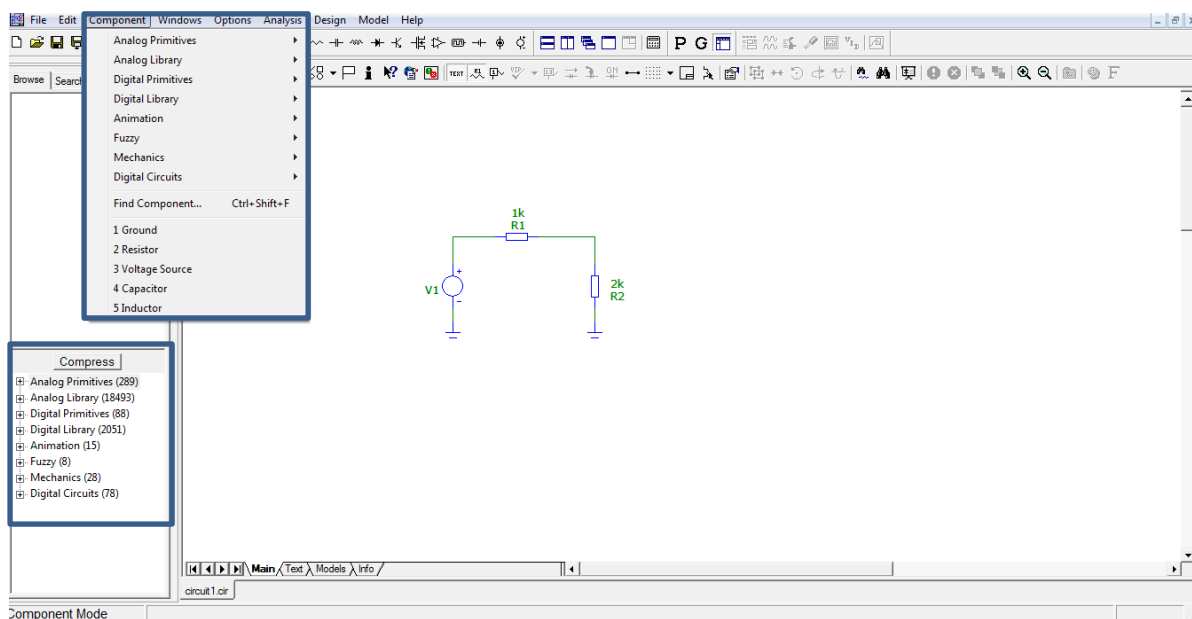 File Edit Component Windows Options Analysis Design Model Help
Analog Primitives
Analog Library
Digital Primitives
Digital Library
Animation
Fuzzy
Mechanics
Digital Circuits
Find Component... Ctrl+Shift+F
1 Ground
2 Resistor
3 Voltage Source
4 Capacitor
5 Inductor
P G
TEXT
F
Browse Search
1k
R1
V1
+
-
2k
R2
Compress
Analog Primitives (289)
Analog Library (18493)
Digital Primitives (88)
Digital Library (2051)
Animation (15)
Fuzzy (8)
Mechanics (28)
Digital Circuits (78)
Main Text Models Info
circuit1.cir
Component Mode